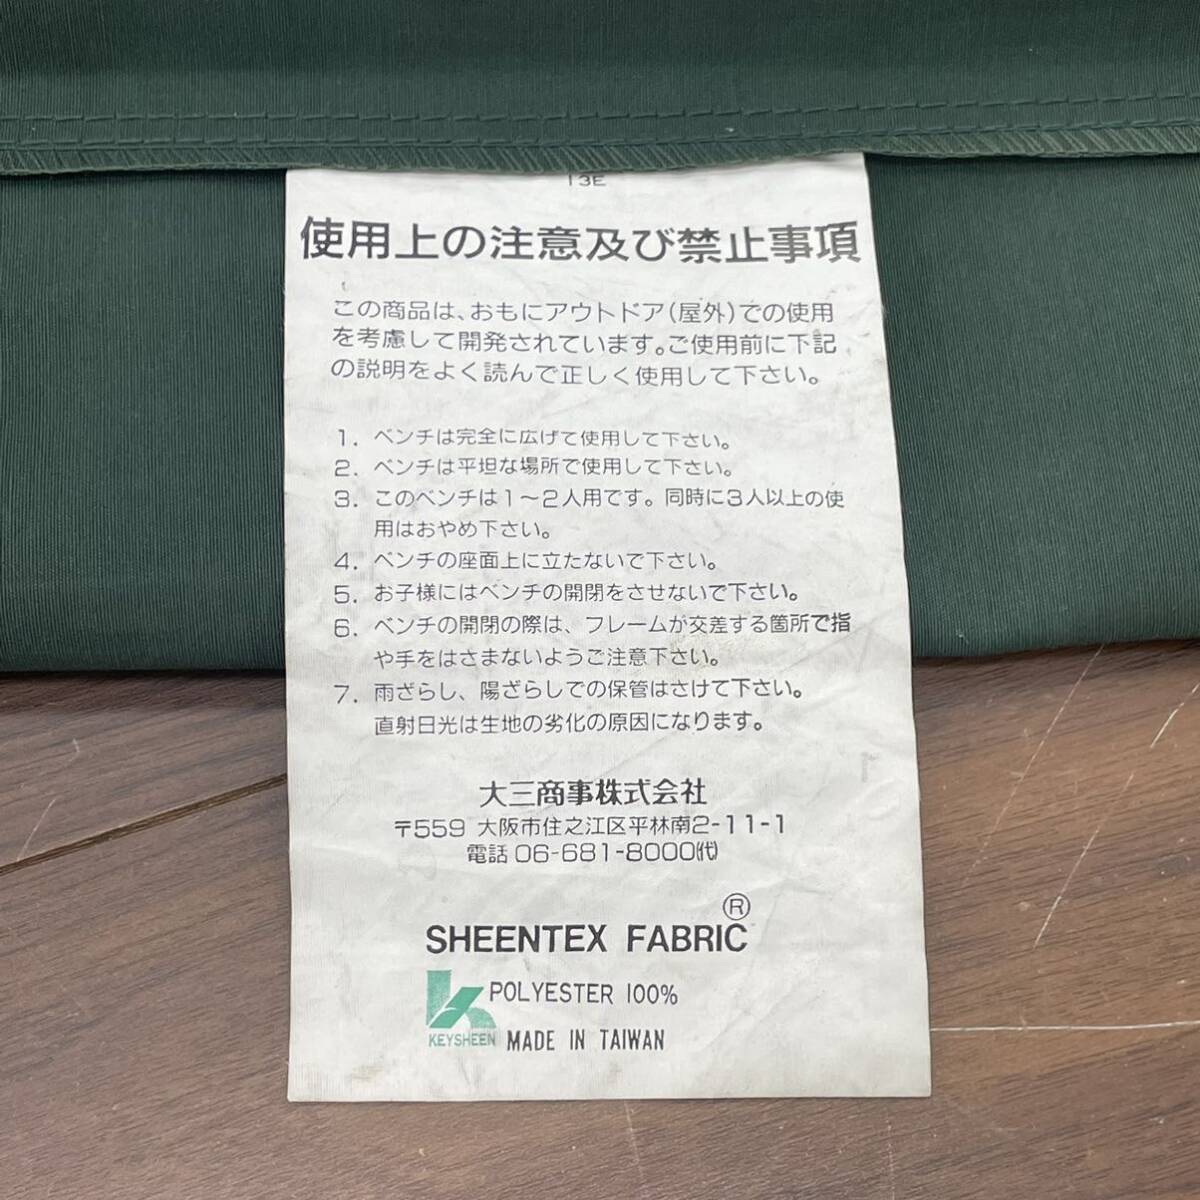 13E
使用上の注意及び禁止事項
この商品は、おもにアウトドア(屋外)での使用
を考慮して開発されています。ご使用前に下記
の説明をよく読んで正しく使用して下さい。
1. ベンチは完全に広げて使用して下さい。
2. ベンチは平坦な場所で使用して下さい。
3. このベンチは1〜2人用です。同時に3人以上の使
用はおやめ下さい。
4. ベンチの座面上に立たないで下さい。
5. お子様にはベンチの開閉をさせないで下さい。
6. ベンチの開閉の際は、フレームが交差する箇所で指
や手をはさまないようご注意下さい。
7. 雨ざらし、陽ざらしでの保管はさけて下さい。
直射日光は生地の劣化の原因になります。
大三商事株式会社
〒559 大阪市住之江区平林南2-11-1
電話 06-681-8000(代)
SHEENTEX FABRIC®
POLYESTER 100%
KEYSHEEN MADE IN TAIWAN